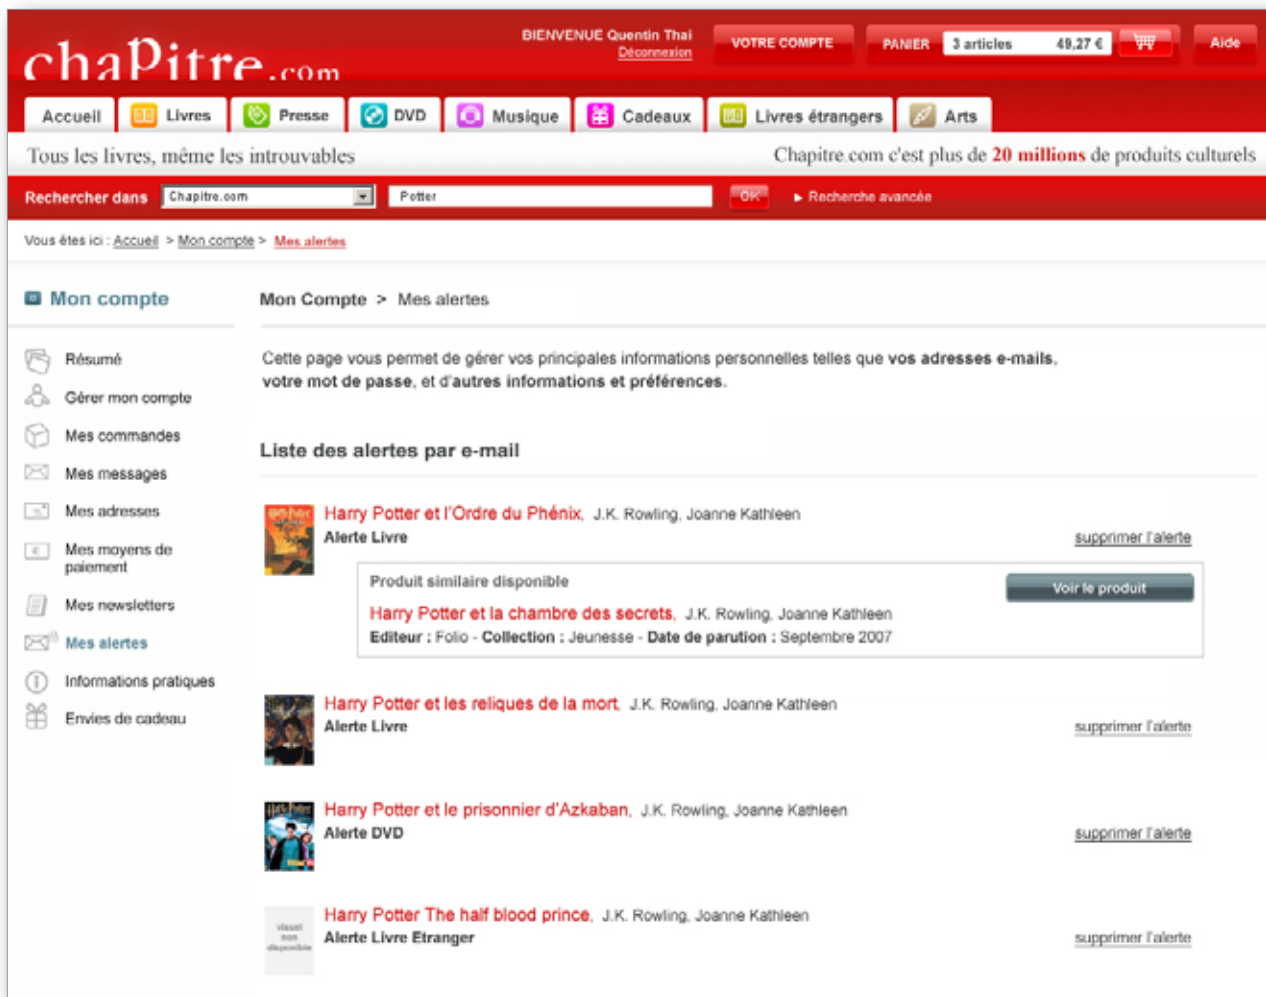 chaPitre.com
BIENVENUE Quentin Thai
Déconnexion
VOTRE COMPTE
PANIER 3 articles 49,27 €
Aide
Accueil Livres Presse DVD Musique Cadeaux Livres étrangers Arts
Tous les livres, même les introuvables
Chapitre.com c'est plus de 20 millions de produits culturels
Rechercher dans Chapitre.com Potter OK ► Recherche avancée
Vous êtes ici : Accueil > Mon compte > Mes alertes
Mon compte
Résumé
Gérer mon compte
Mes commandes
Mes messages
Mes adresses
Mes moyens de
paiement
Mes newsletters
Mes alertes
Informations pratiques
Envies de cadeau
Mon Compte > Mes alertes
Cette page vous permet de gérer vos principales informations personnelles telles que vos adresses e-mails,
votre mot de passe, et d'autres informations et préférences.
Liste des alertes par e-mail
Harry Potter et l'Ordre du Phénix, J.K. Rowling, Joanne Kathleen
Alerte Livre
supprimer l'alerte
Produit similaire disponible
Voir le produit
Harry Potter et la chambre des secrets, J.K. Rowling, Joanne Kathleen
Editeur : Folio - Collection : Jeunesse - Date de parution : Septembre 2007
Harry Potter et les reliques de la mort, J.K. Rowling, Joanne Kathleen
Alerte Livre
supprimer l'alerte
Harry Potter et le prisonnier d'Azkaban, J.K. Rowling, Joanne Kathleen
Alerte DVD
supprimer l'alerte
visuel
non
disponible
Harry Potter The half blood prince, J.K. Rowling, Joanne Kathleen
Alerte Livre Etranger
supprimer l'alerte